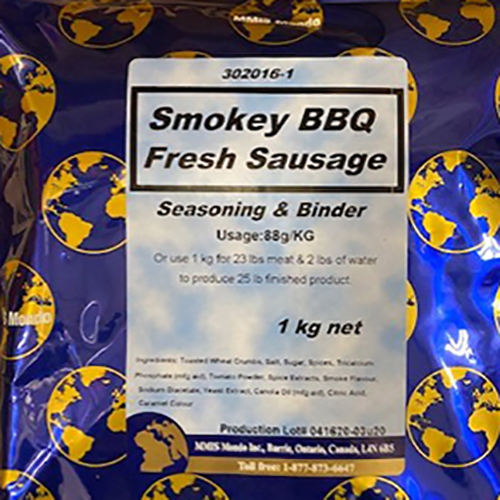 MMIS Mondo
302016-1
Smokey BBQ
Fresh Sausage
Seasoning & Binder
Usage:88g/KG
Or use 1 kg for 23 lbs meat & 2 lbs of water
to produce 25 lb finished product.
1 kg net
Ingredients: Toasted Wheat Crumbs, Salt, Sugar, Spices, Tricalcium
Phosphate (mfg aid), Tomato Powder, Spice Extracts, Smoke Flavour,
Sodium Diacetate, Yeast Extract, Canola Oil (mfg aid), Citric Acid,
Caramel Colour
Production Lot# 041620-03u20
MMIS Mondo Inc., Barrie, Ontario, Canada, L4N 6B5
Toll free: 1-877-873-6647
S Mondo